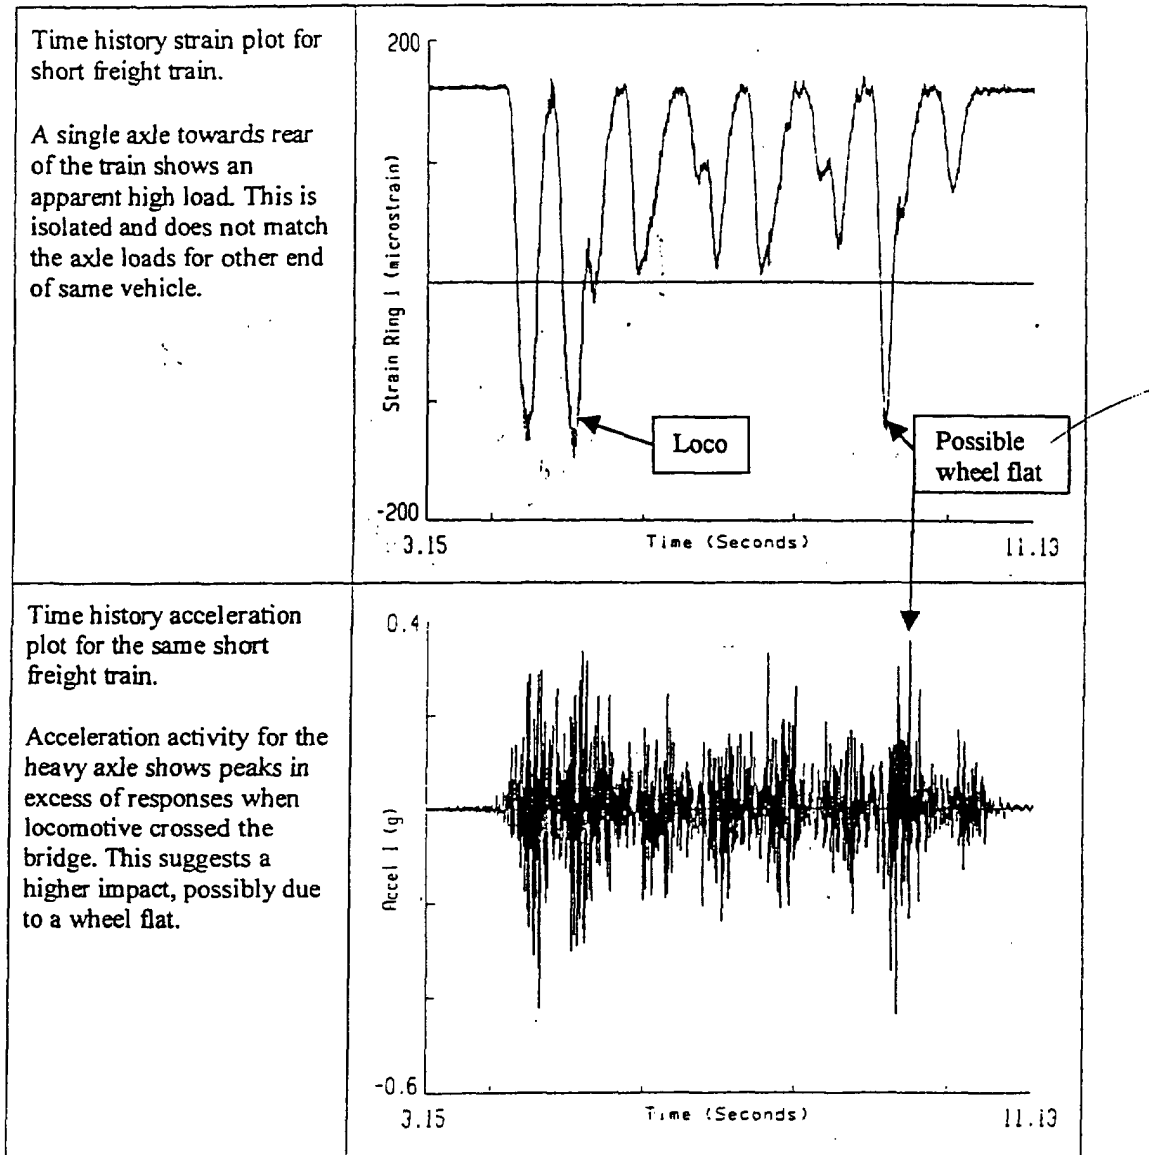 Time history strain plot for
short freight train.
A single axle towards rear
of the train shows an
apparent high load. This is
isolated and does not match
the axle loads for other end
of same vehicle.
200
Strain Ring 1 (microstrain)
-200
3.15
Time (Seconds)
11.13
Loco
Possible
wheel flat
Time history acceleration
plot for the same short
freight train.
Acceleration activity for the
heavy axle shows peaks in
excess of responses when
locomotive crossed the
bridge. This suggests a
higher impact, possibly due
to a wheel flat.
0.4
Accel 1 (g)
-0.6
3.15
Time (Seconds)
11.13